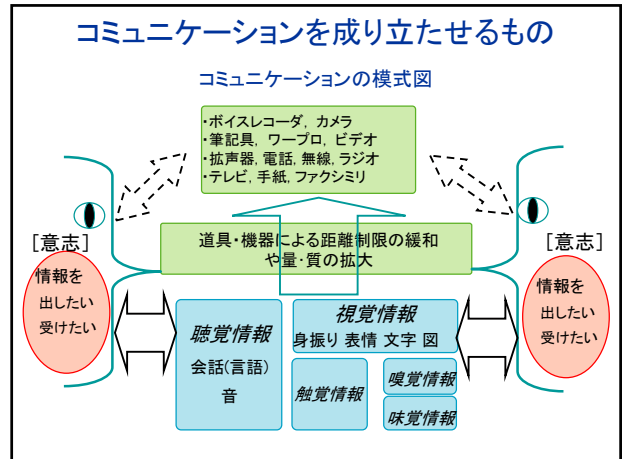 コミュニケーションを成り立たせるもの
コミュニケーションの模式図
・ボイスレコーダ, カメラ
・筆記具, ワープロ, ビデオ
・拡声器, 電話, 無線, ラジオ
・テレビ, 手紙, ファクシミリ
道具・機器による距離制限の緩和
や量・質の拡大
[意志]
情報を
出したい
受けたい
聴覚情報
会話(言語)
音
視覚情報
身振り 表情 文字 図
触覚情報
嗅覚情報
味覚情報
[意志]
情報を
出したい
受けたい